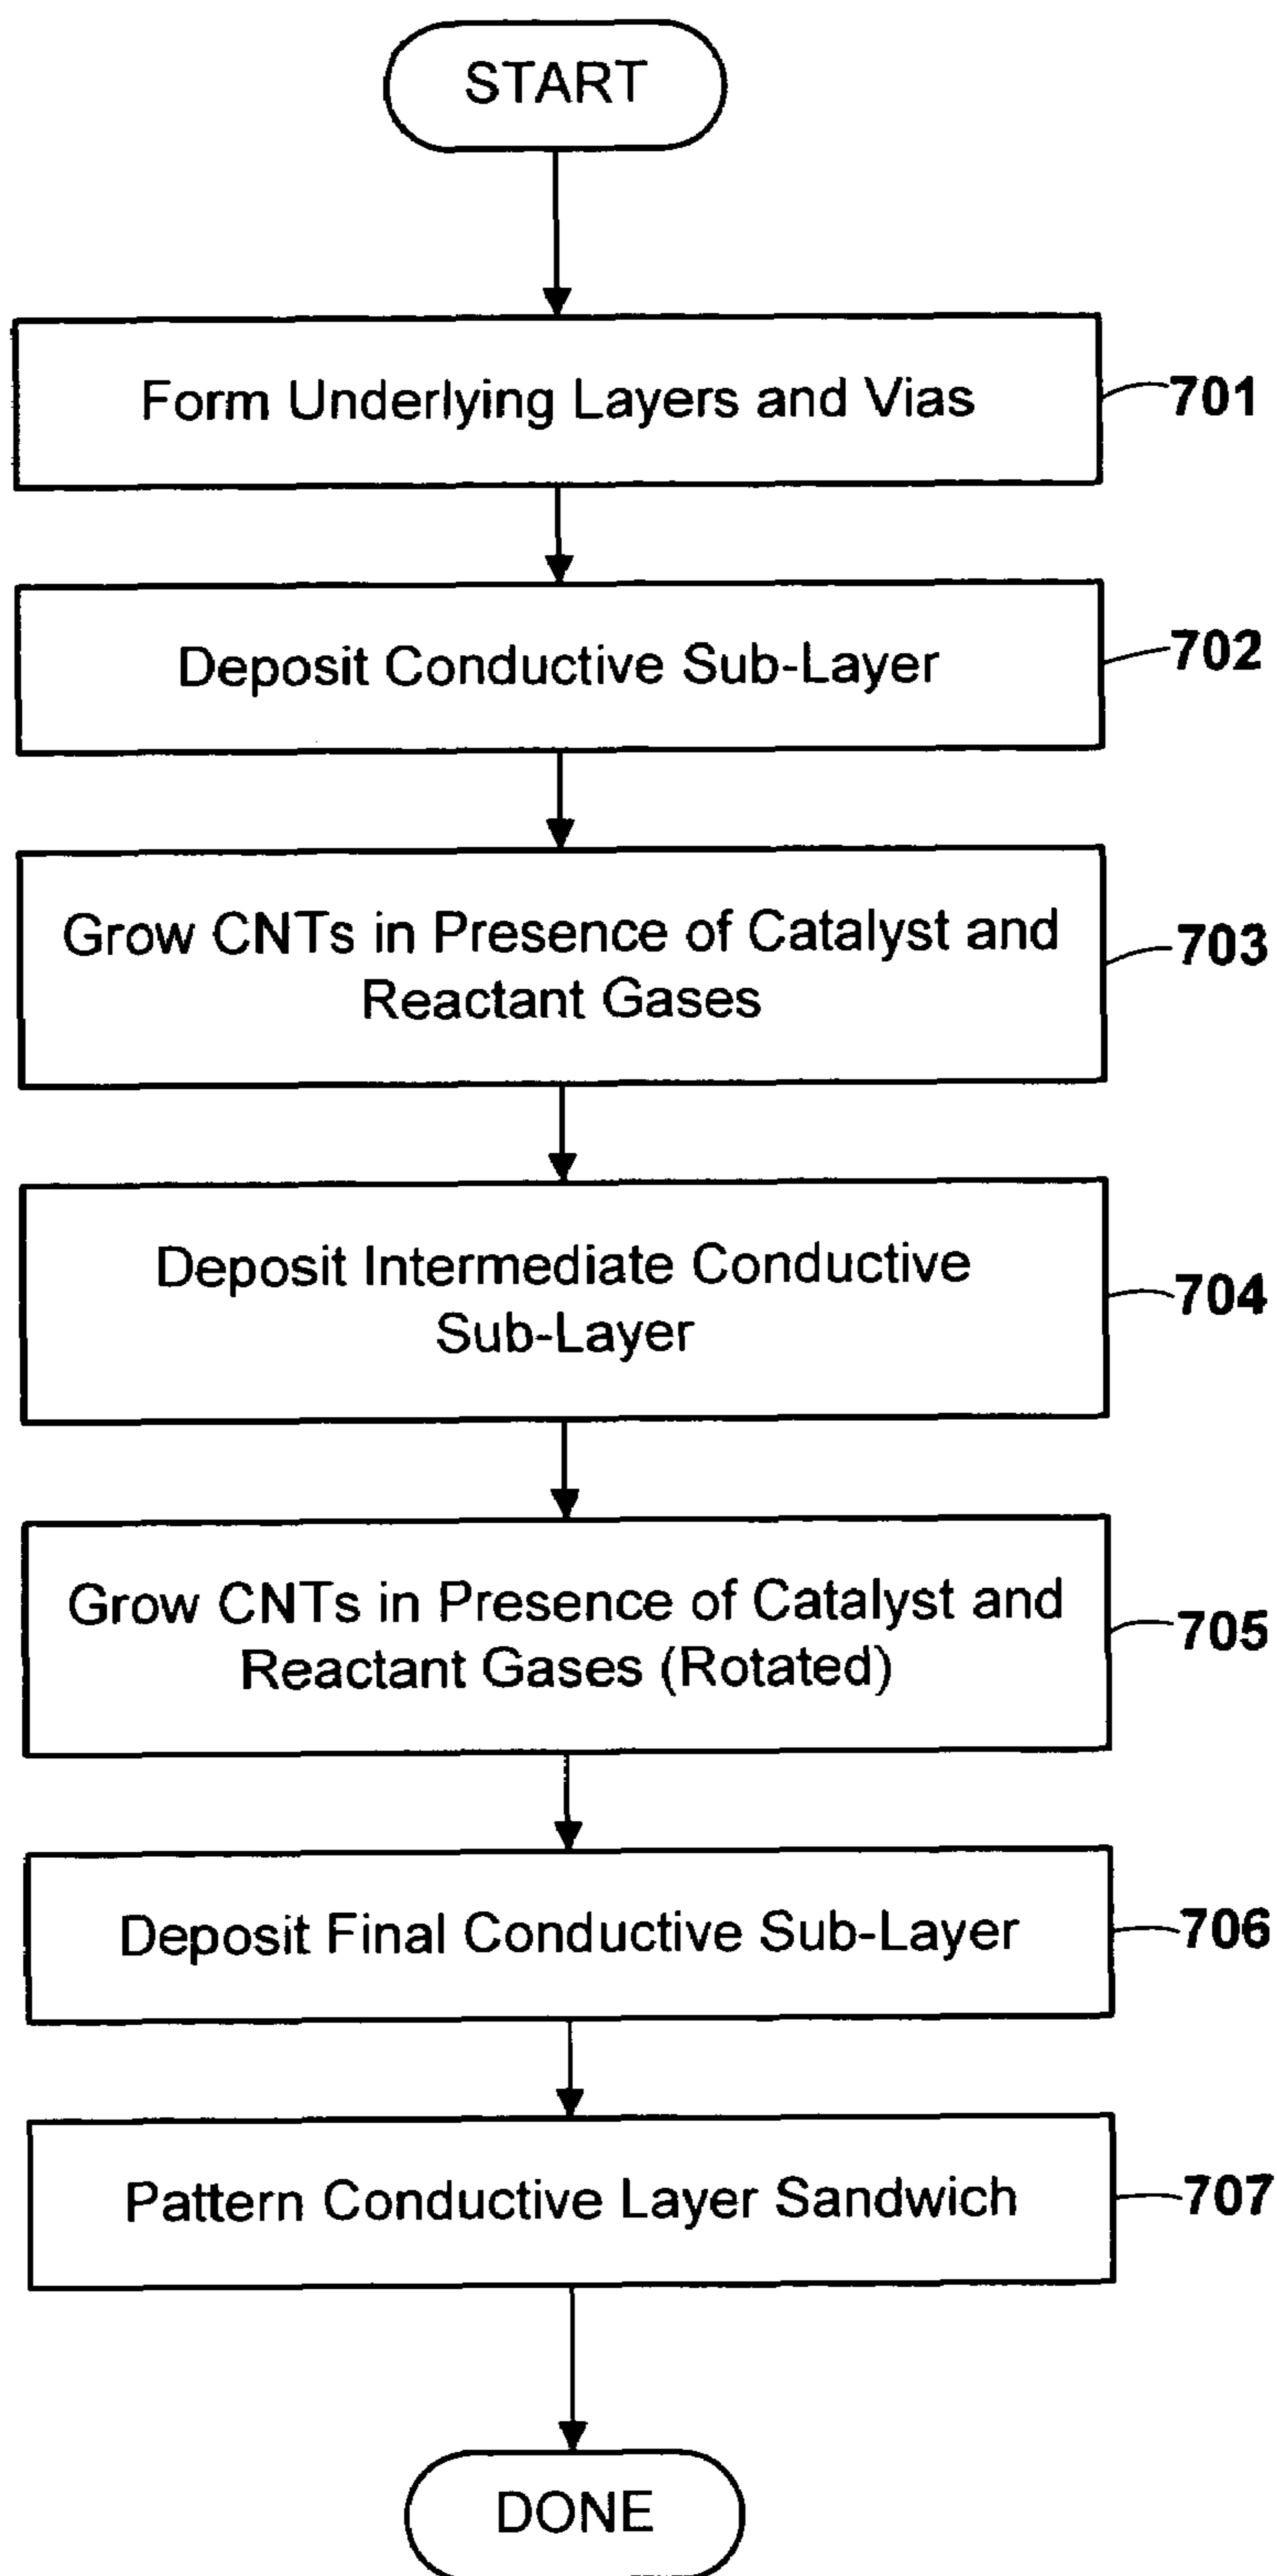 START
Form Underlying Layers and Vias
701
Deposit Conductive Sub-Layer
702
Grow CNTs in Presence of Catalyst and
Reactant Gases
703
Deposit Intermediate Conductive
Sub-Layer
704
Grow CNTs in Presence of Catalyst and
Reactant Gases (Rotated)
705
Deposit Final Conductive Sub-Layer
706
Pattern Conductive Layer Sandwich
707
DONE